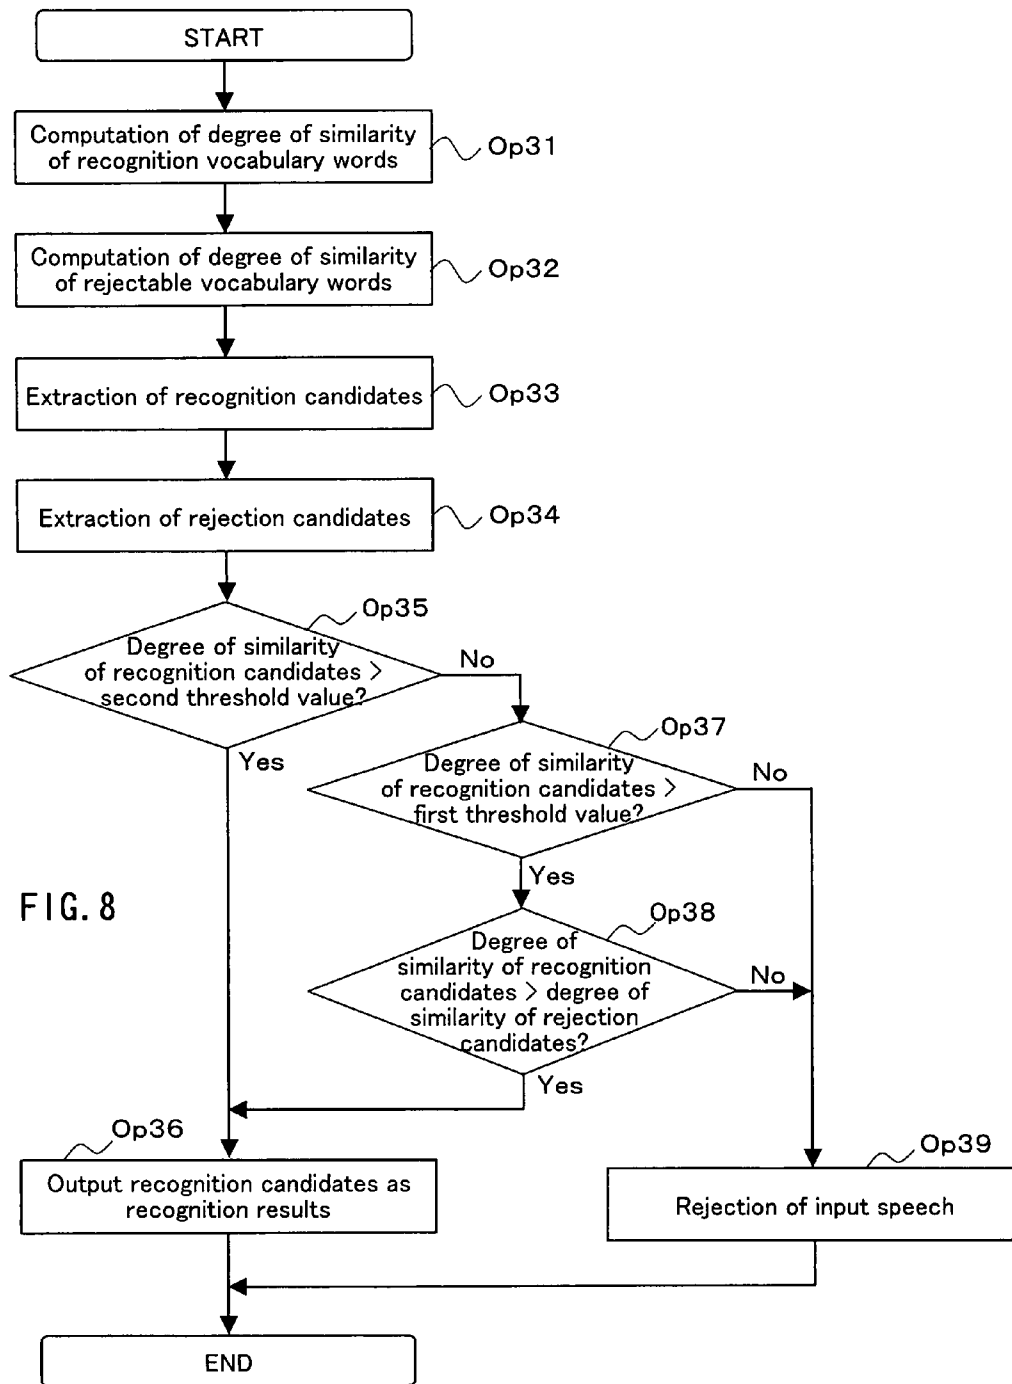 START
Computation of degree of similarity
of recognition vocabulary words
Op31
Computation of degree of similarity
of rejectable vocabulary words
Op32
Extraction of recognition candidates
Op33
Extraction of rejection candidates
Op34
Op35
Degree of similarity
of recognition candidates >
second threshold value?
No
Yes
Op37
Degree of similarity
of recognition candidates >
first threshold value?
No
Yes
FIG. 8
Op38
Degree of
similarity of recognition
candidates > degree of
similarity of rejection
candidates?
No
Yes
Op36
Output recognition candidates as
recognition results
Op39
Rejection of input speech
END